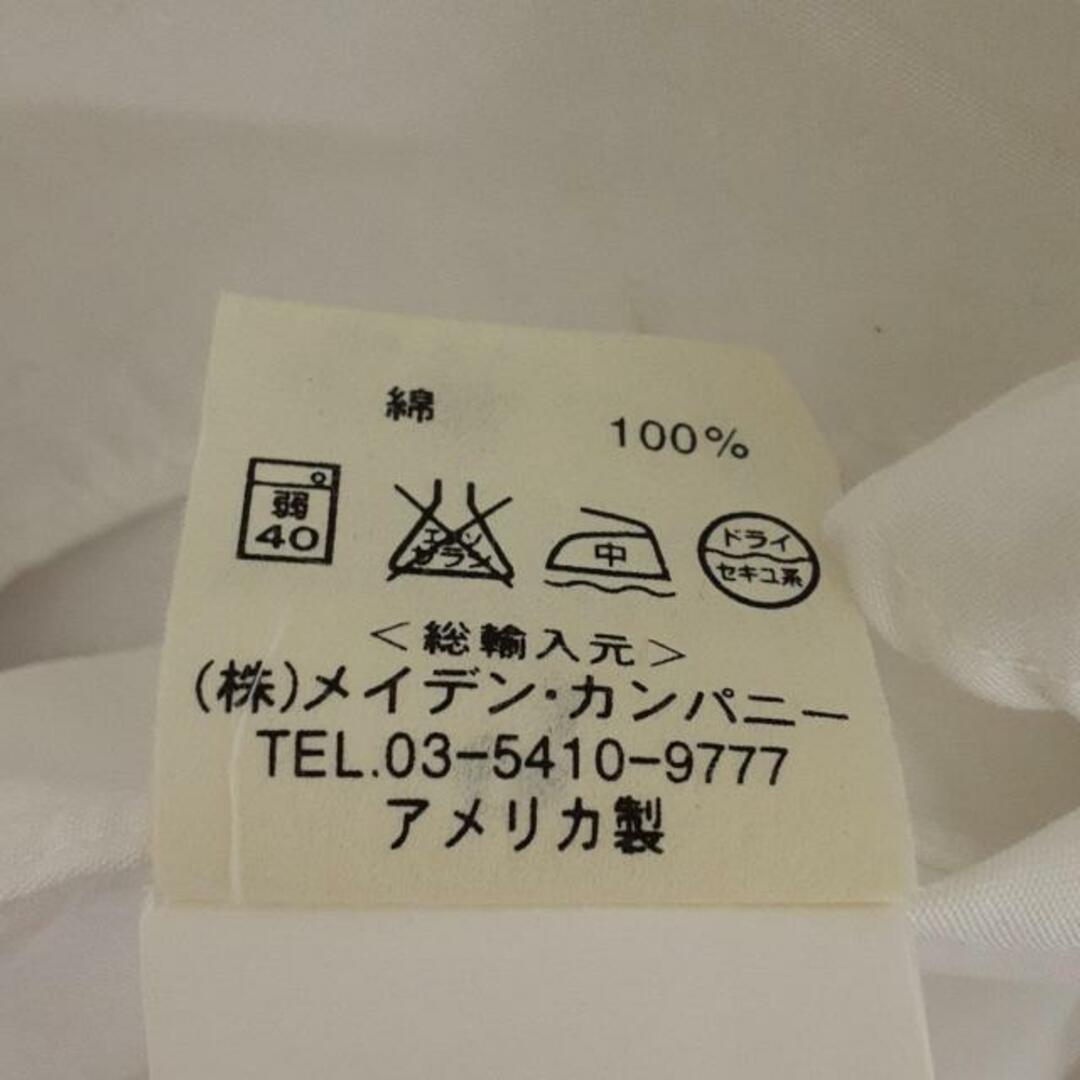 綿 100%
弱 40 エンソ サラシ 中 ドライ セキユ系
<総輸入元>
(株)メイデン・カンパニー
TEL.03-5410-9777
アメリカ製